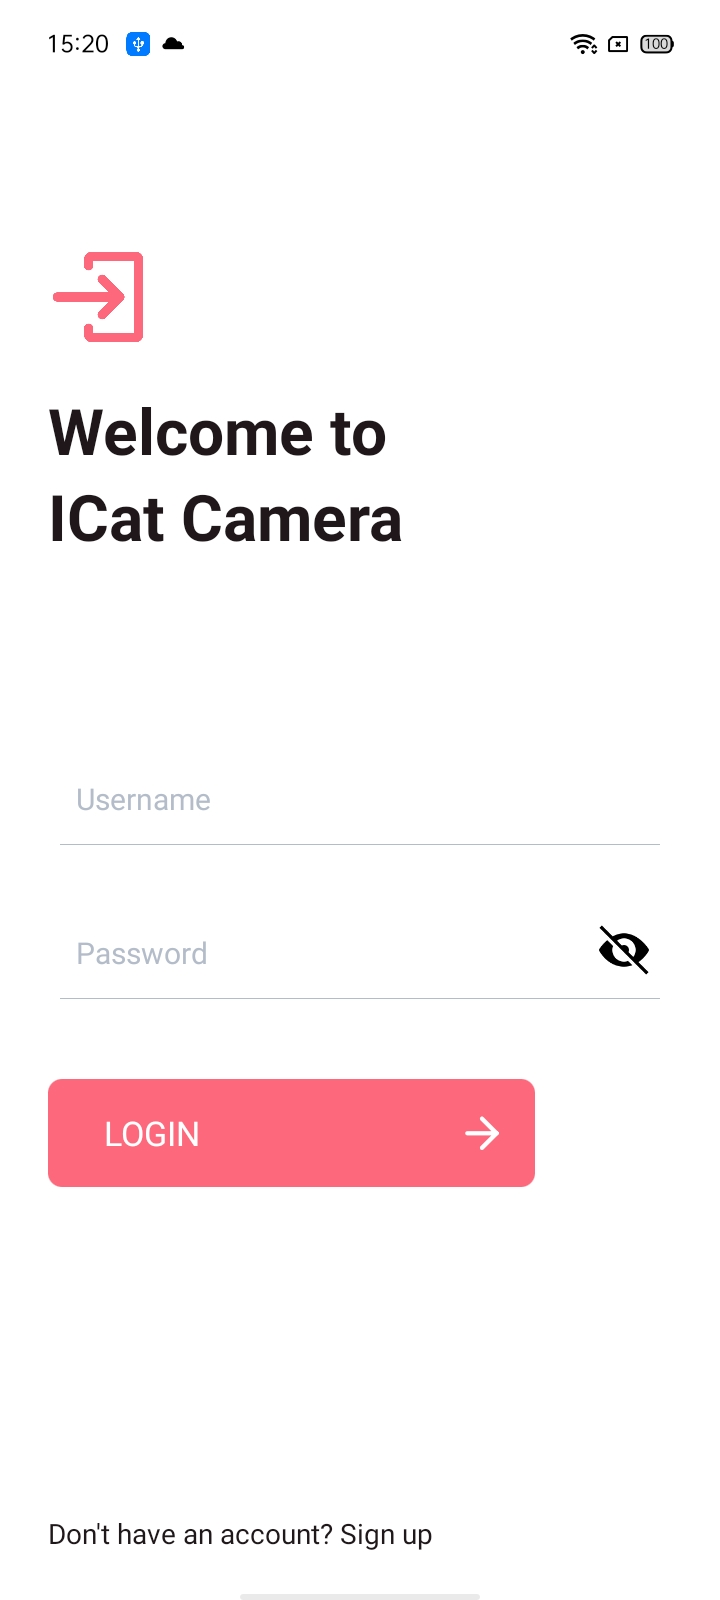 15:20
100
Welcome to
ICat Camera
Username
Password
LOGIN
Don't have an account? Sign up